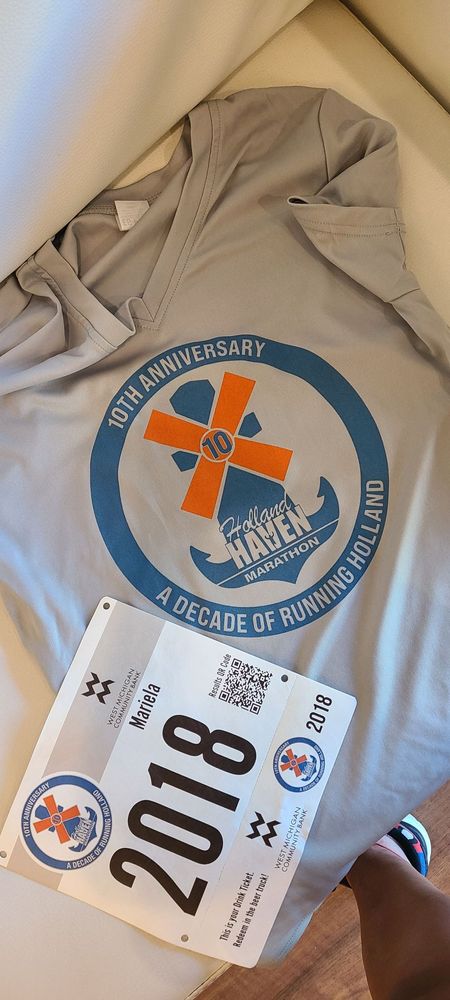 10TH ANNIVERSARY
10
Holland
HAVEN
MARATHON
A DECADE OF RUNNING HOLLAND
WEST MICHIGAN
COMMUNITY BANK
Mariela
Results QR Code
2018
10TH ANNIVERSARY
HAVEN
A DECADE OF RUNNING HOLLAND
2018
WEST MICHIGAN
COMMUNITY BANK
This is your Drink Ticket.
Redeem in the beer truck!